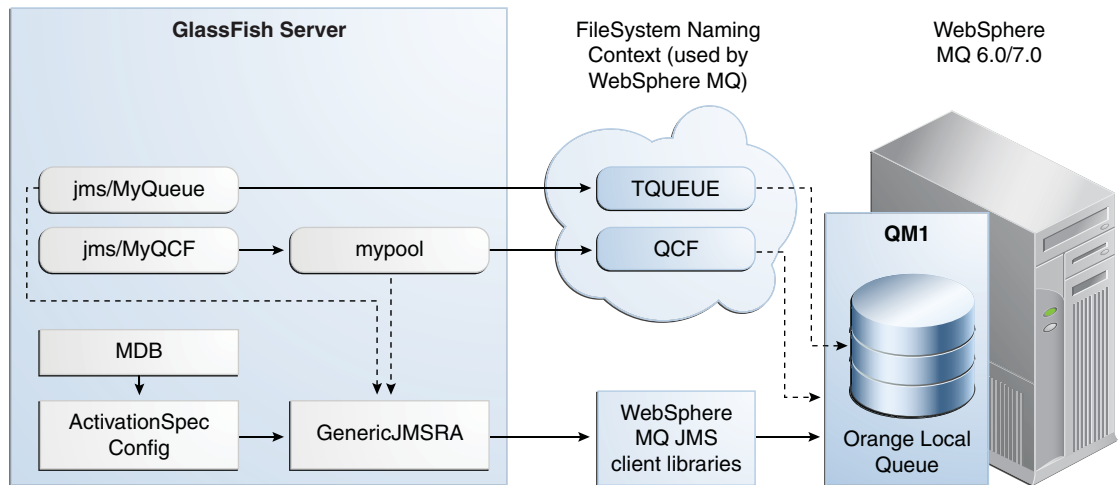 GlassFish Server
FileSystem Naming
Context (used by
WebSphere MQ)
WebSphere
MQ 6.0/7.0
jms/MyQueue
TQUEUE
jms/MyQCF
mypool
QCF
QM1
MDB
ActivationSpec
Config
GenericJMSRA
WebSphere
MQ JMS
client libraries
Orange Local
Queue